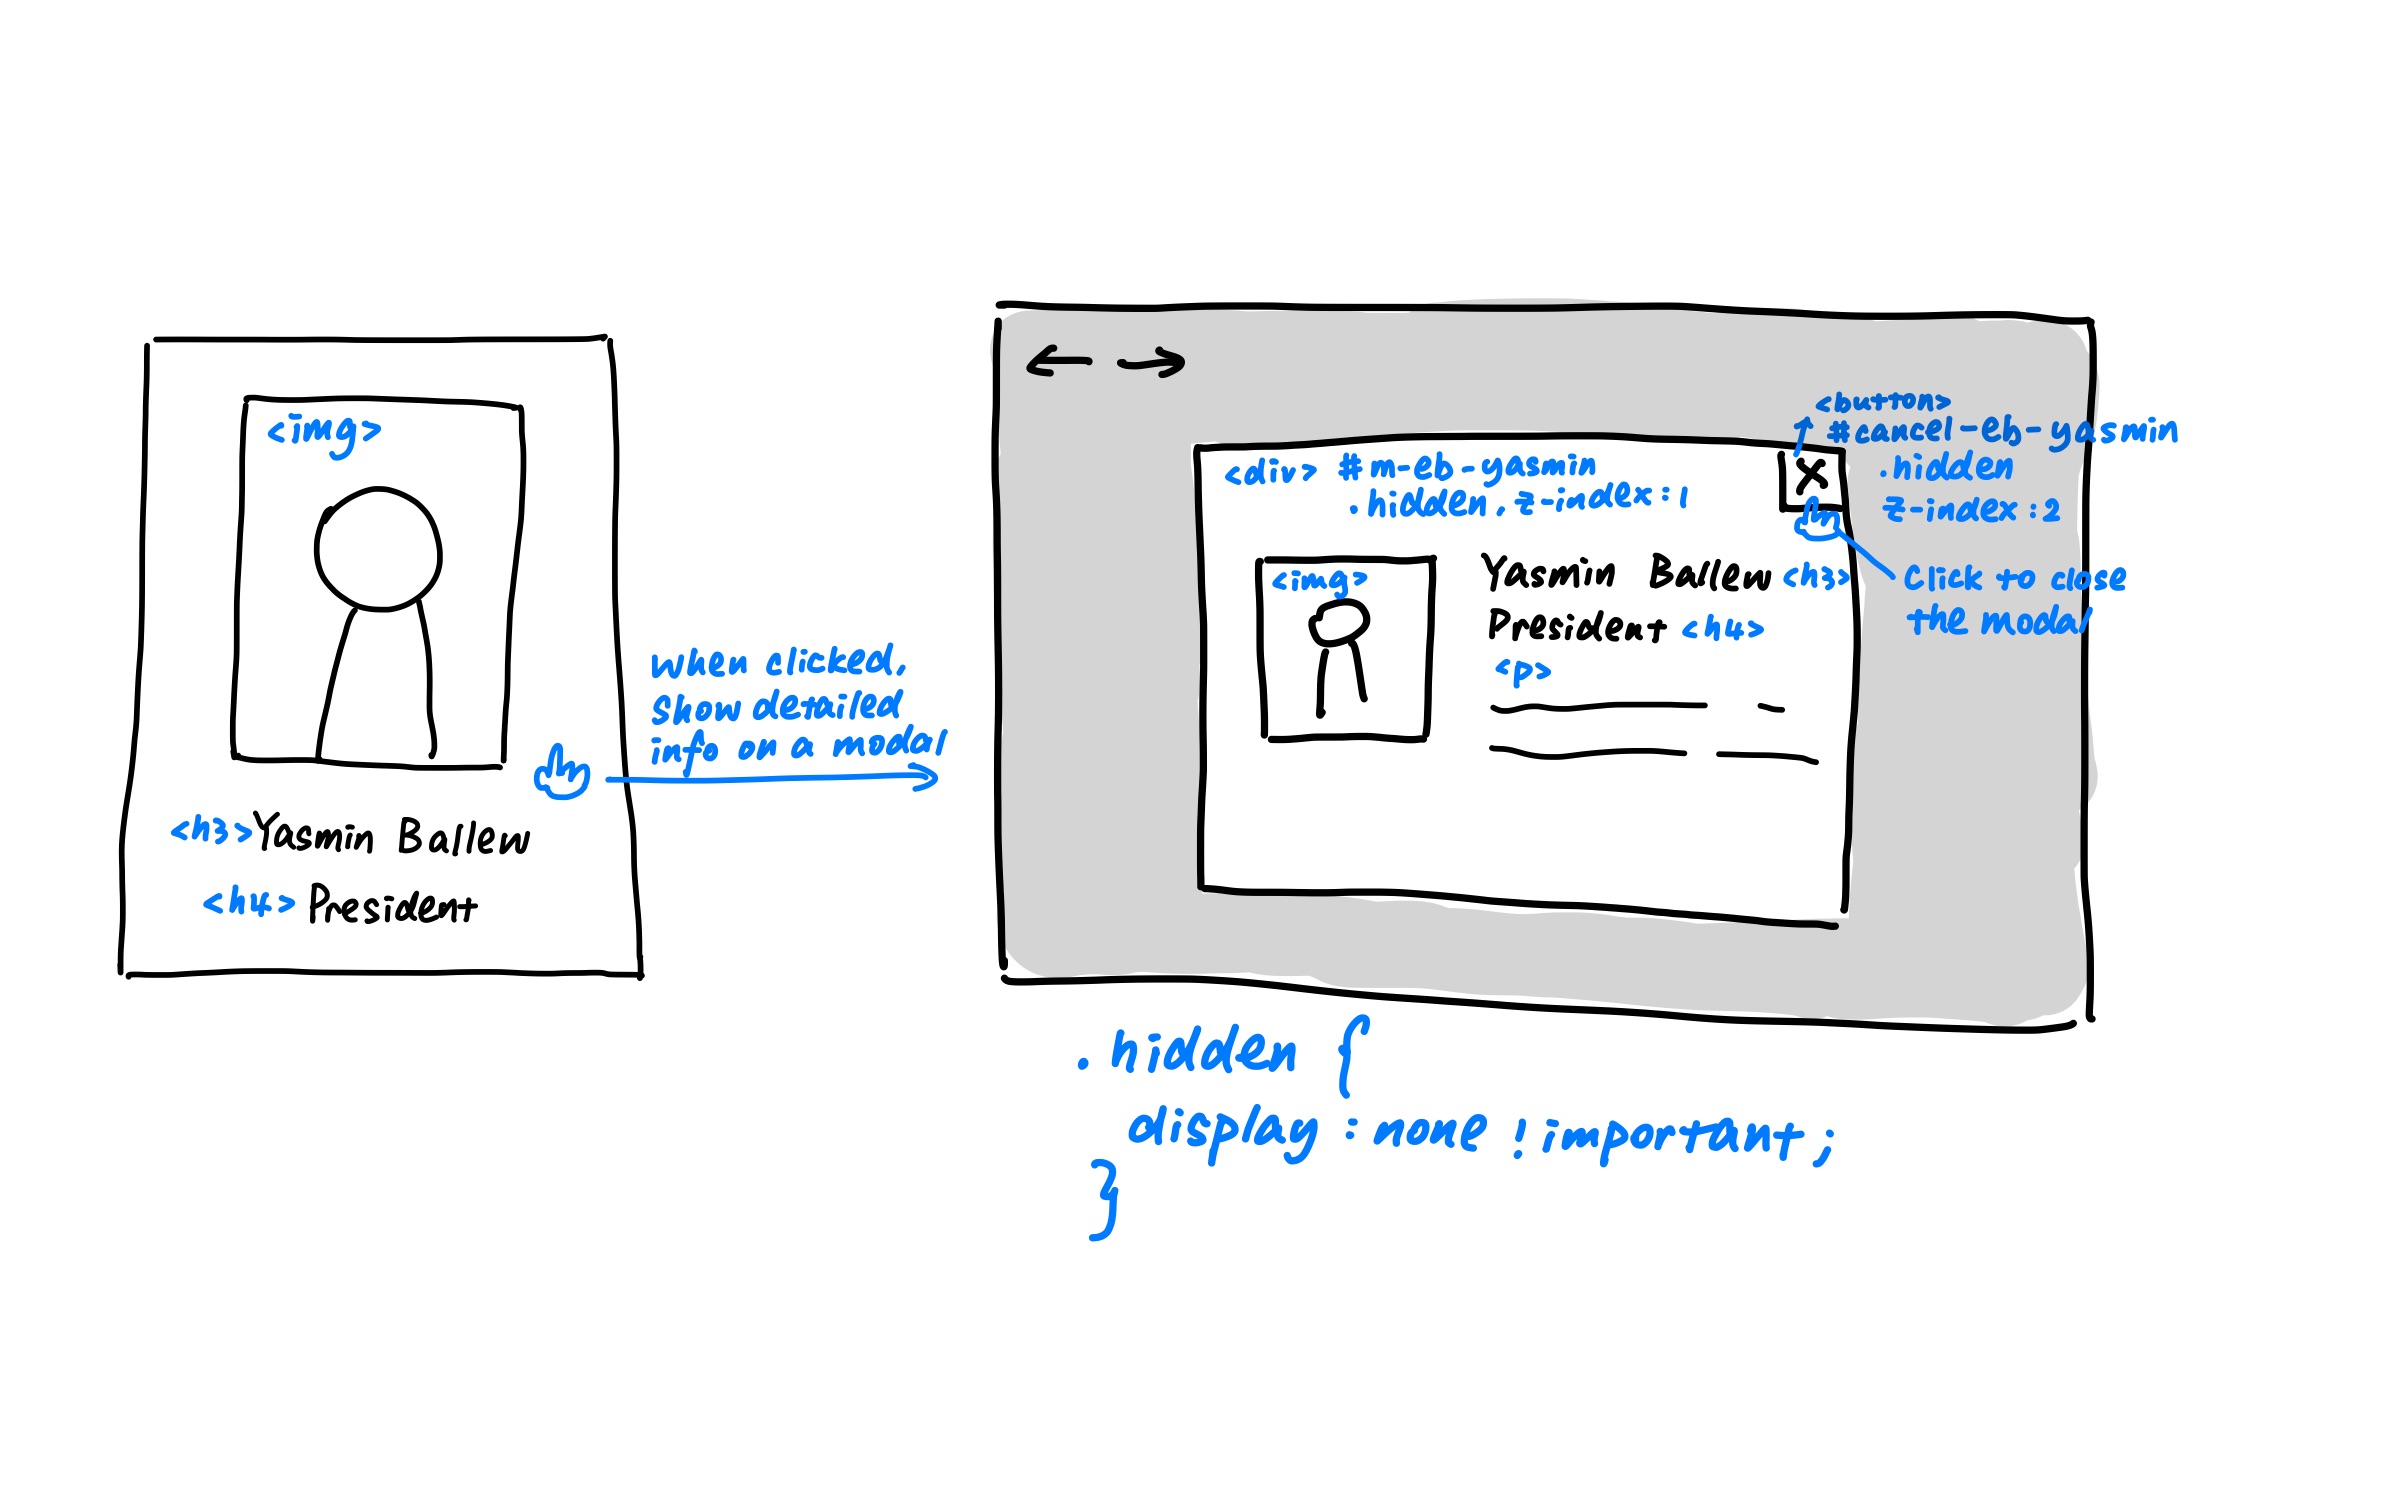 <img>
<h3> Yasmin Ballen
<h4> President
when clicked,
show detailed
info on a modal
<button>
#cancel-eb-yasmin
.hidden
z-index:2
<div> #m-eb-yasmin
.hidden, z-index:1
X
<img>
Yasmin Ballen <h3>
President <h4>
<p>
click to close
the modal
.hidden {
display: none !important;
}